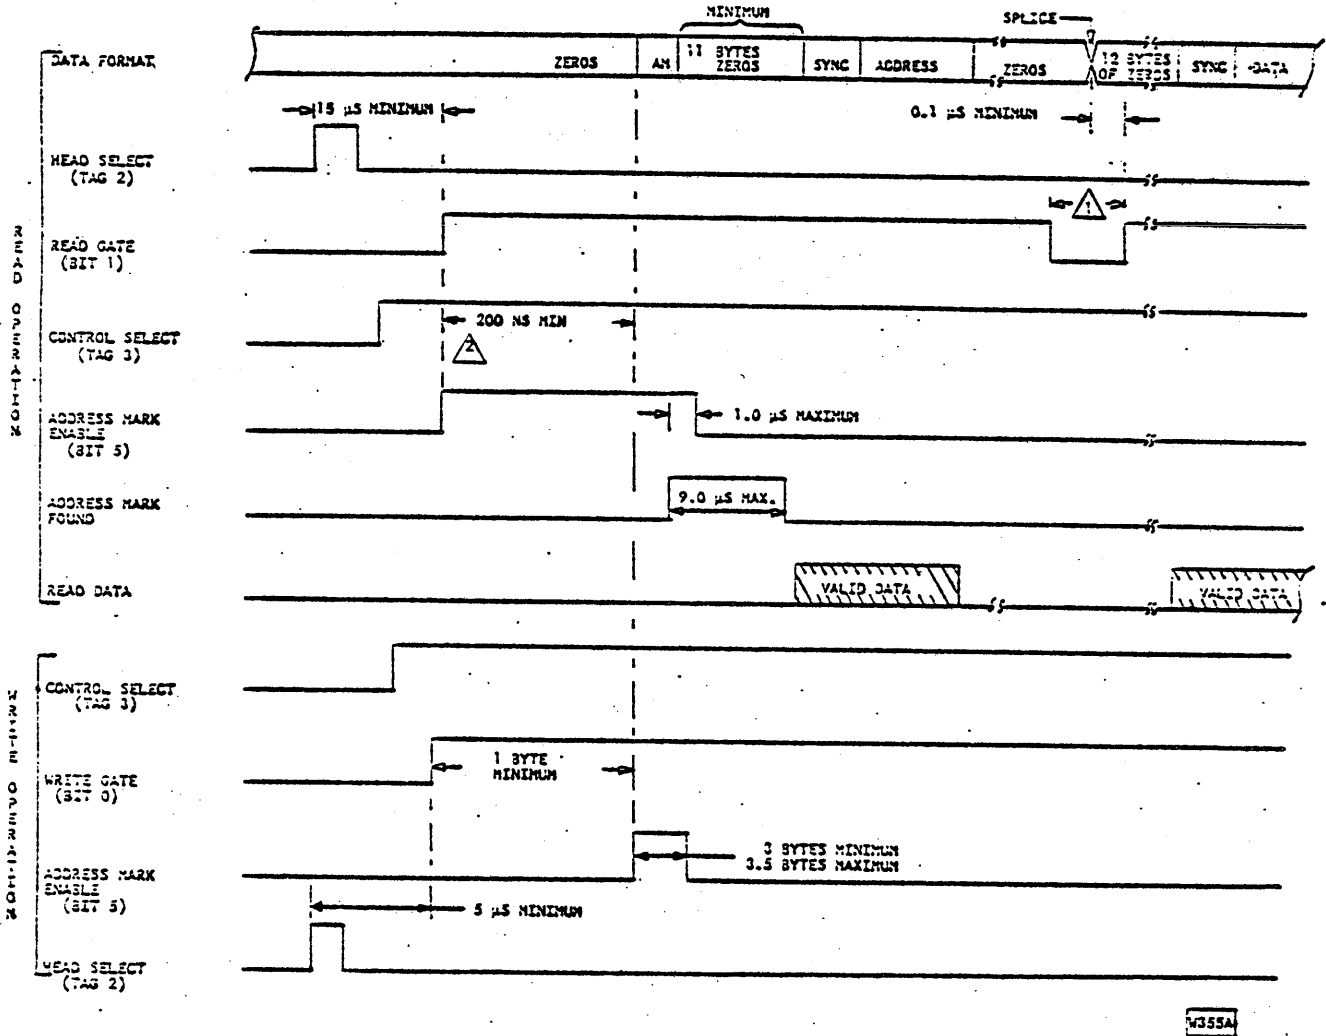 MINIMUM
SPLICE
DATA FORMAT
ZEROS
AM
11 BYTES
ZEROS
SYNC
ADDRESS
ZEROS
12 BYTES
OF ZEROS
SYNC
DATA
15 µS MINIMUM
0.1 µS MINIMUM
HEAD SELECT
(TAG 2)
1
READ OPERATION
READ GATE
(BIT 1)
200 NS MIN
2
CONTROL SELECT
(TAG 3)
1.0 µS MAXIMUM
ADDRESS MARK
ENABLE
(BIT 5)
9.0 µS MAX.
ADDRESS MARK
FOUND
READ DATA
VALID DATA
VALID DATA
CONTROL SELECT
(TAG 3)
WRITE OPERATION
1 BYTE
MINIMUM
WRITE GATE
(BIT 0)
3 BYTES MINIMUM
3.5 BYTES MAXIMUM
ADDRESS MARK
ENABLE
(BIT 5)
5 µS MINIMUM
HEAD SELECT
(TAG 2)
W355A